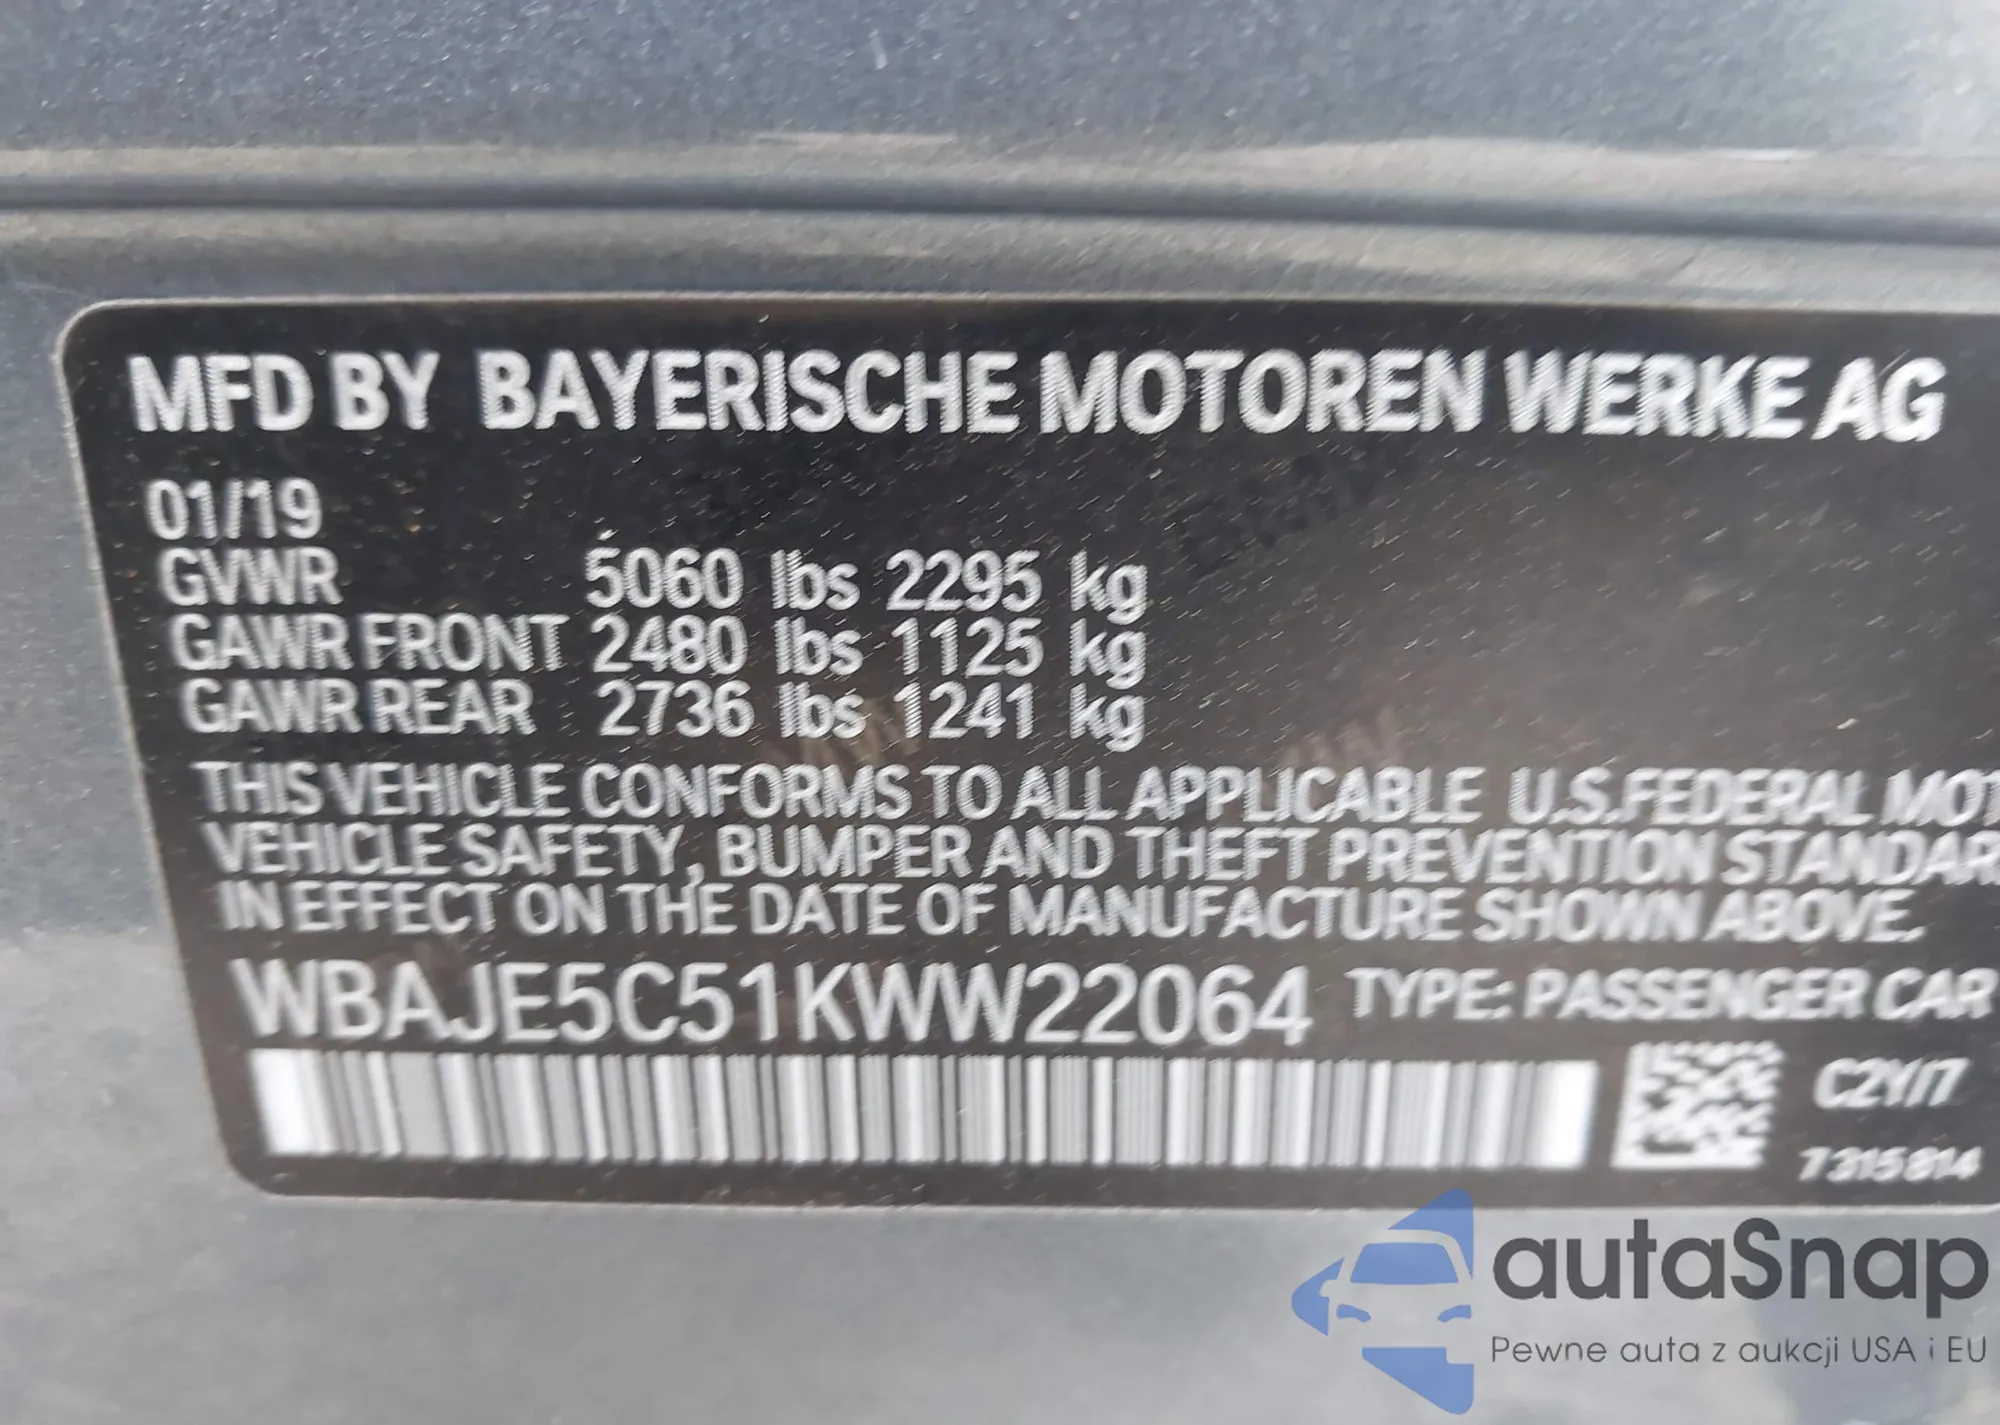 MFD BY BAYERISCHE MOTOREN WERKE AG
01/19
GVWR 5060 lbs 2295 kg
GAWR FRONT 2480 lbs 1125 kg
GAWR REAR 2736 lbs 1241 kg
THIS VEHICLE CONFORMS TO ALL APPLICABLE U.S.FEDERAL MOT
VEHICLE SAFETY, BUMPER AND THEFT PREVENTION STANDAR
IN EFFECT ON THE DATE OF MANUFACTURE SHOWN ABOVE.
WBAJE5C51KWW22064 TYPE: PASSENGER CAR
C2Y/7
7315814
autaSnap
Pewne auta z aukcji USA i EU